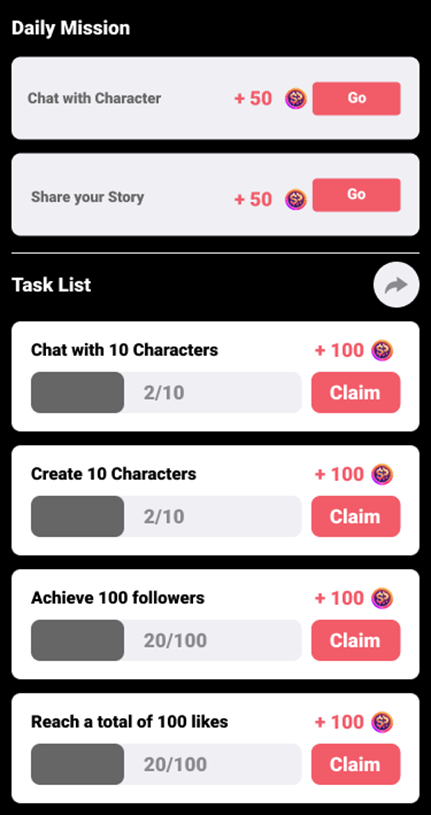 Daily Mission
Chat with Character + 50 Go
Share your Story + 50 Go
Task List
Chat with 10 Characters + 100
2/10 Claim
Create 10 Characters + 100
2/10 Claim
Achieve 100 followers + 100
20/100 Claim
Reach a total of 100 likes + 100
20/100 Claim